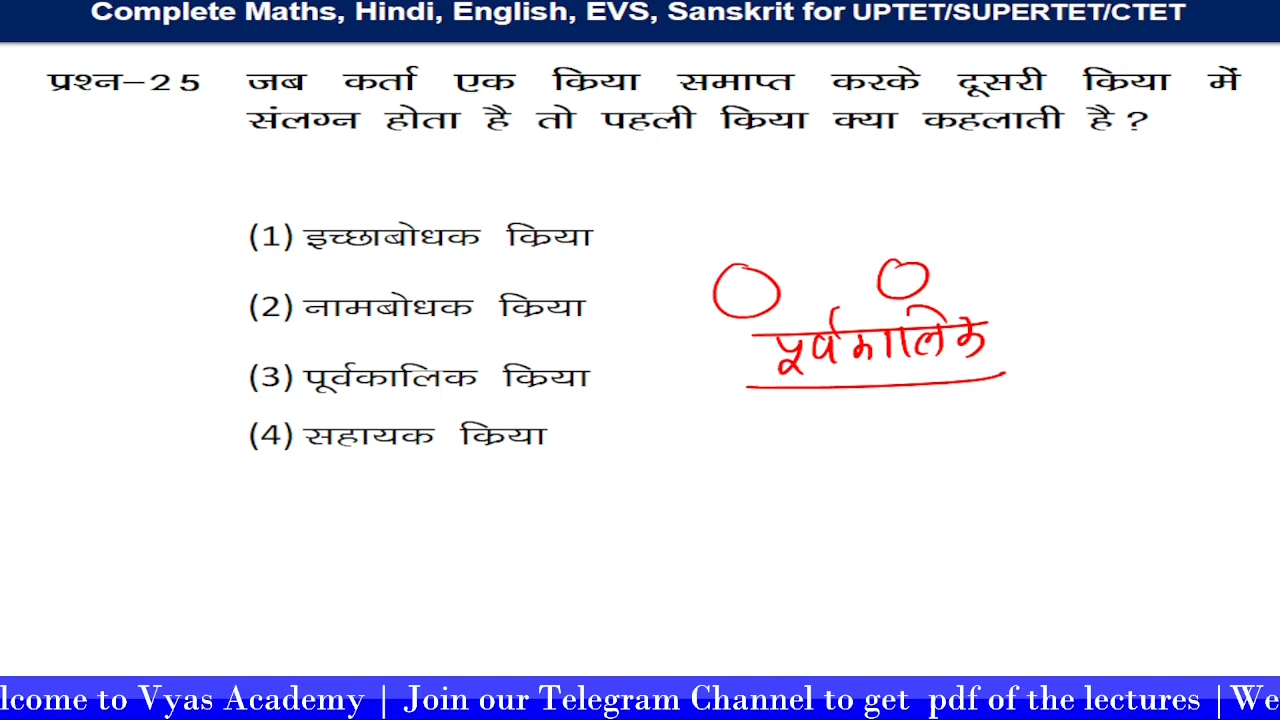 Complete Maths, Hindi, English, EVS, Sanskrit for UPTET/SUPERTET/CTET
प्रश्न–25 जब कर्ता एक क्रिया समाप्त करके दूसरी क्रिया में
संलग्न होता है तो पहली क्रिया क्या कहलाती है ?
(1) इच्छाबोधक क्रिया
(2) नामबोधक क्रिया
पूर्वकालिक
(3) पूर्वकालिक क्रिया
(4) सहायक क्रिया
lcome to Vyas Academy | Join our Telegram Channel to get pdf of the lectures | We